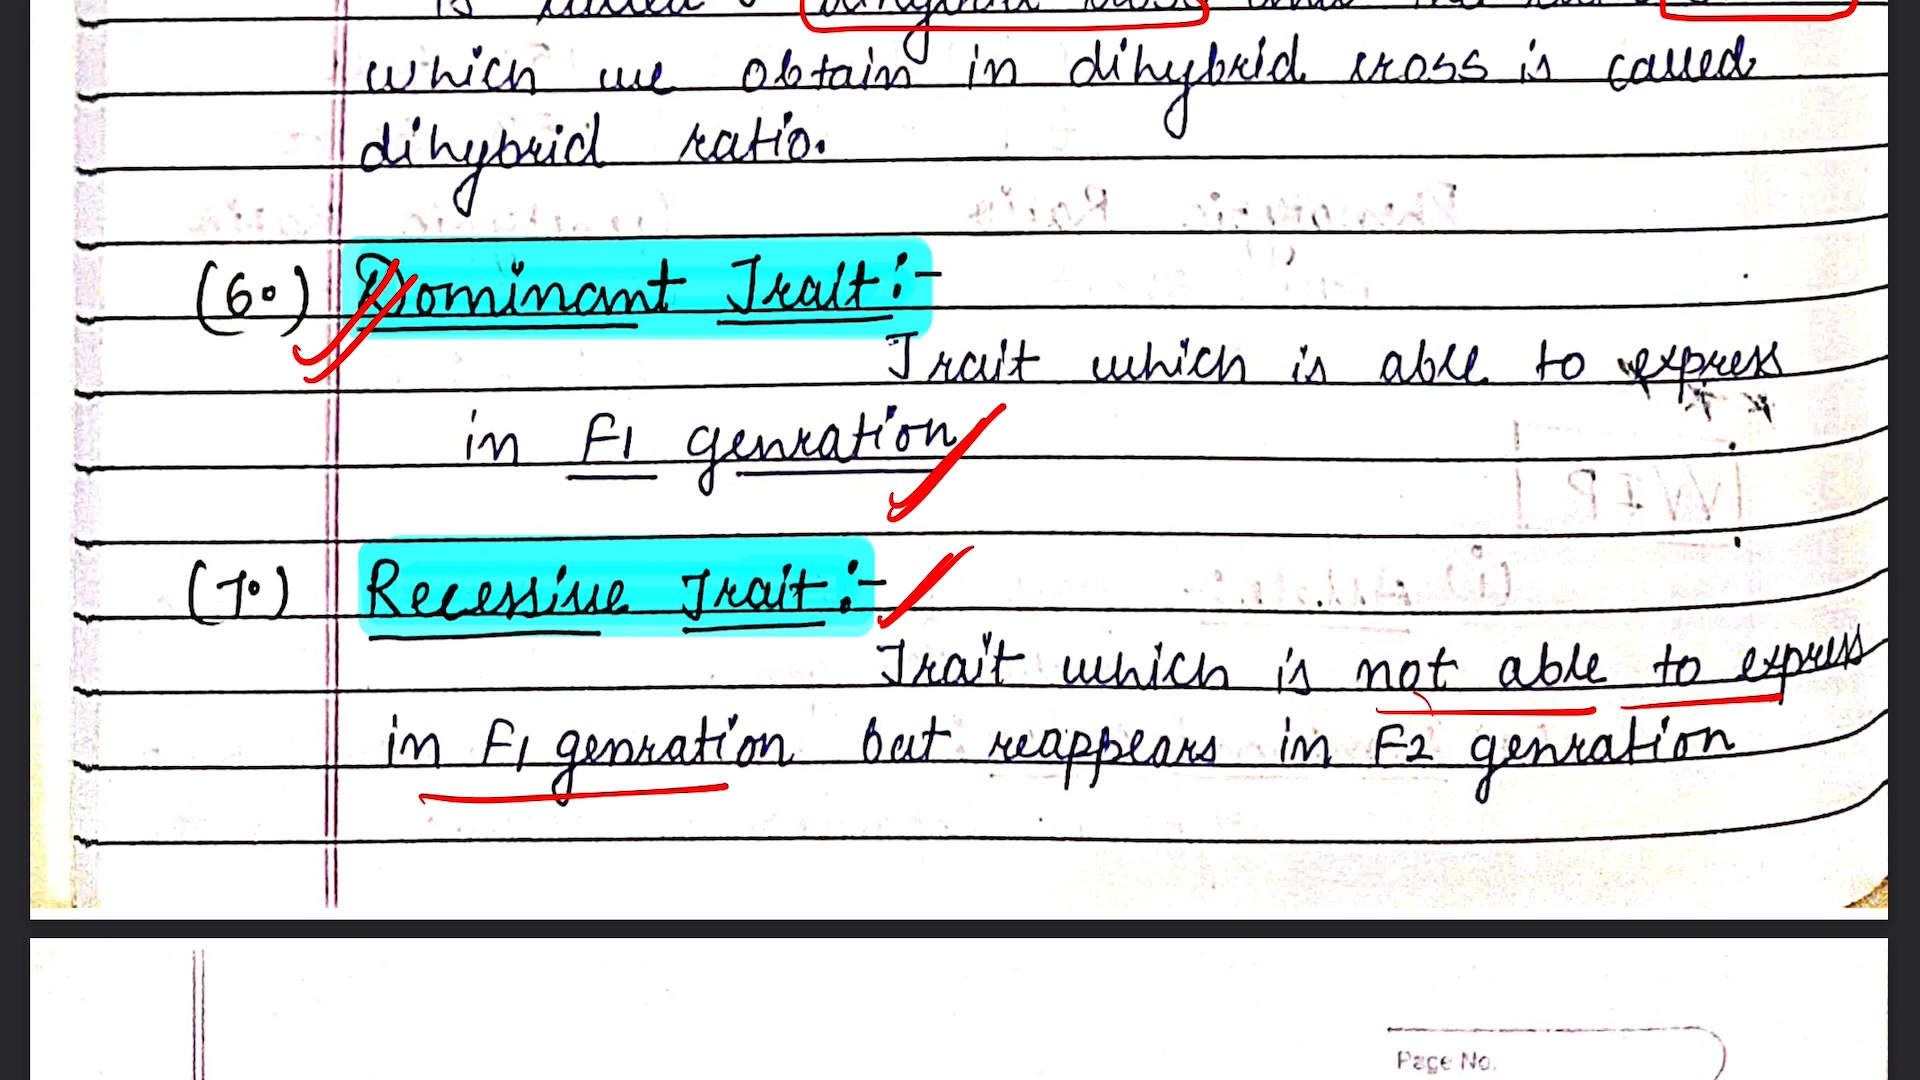 which we obtain in dihybrid cross is called
dihybrid ratio.
(6.) Dominant Trait :-
Trait which is able to express
in F1 genration
(7.) Recessive Trait :-
Trait which is not able to express
in F1 genration but reappears in F2 genration
Page No.